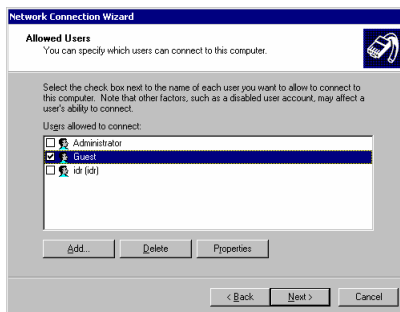 Network Connection Wizard
Allowed Users
You can specify which users can connect to this computer.
Select the check box next to the name of each user you want to allow to connect to
this computer. Note that other factors, such as a disabled user account, may affect a
user's ability to connect.
Users allowed to connect:
Administrator
Guest
idr (idr)
Add...
Delete
Properties
< Back
Next >
Cancel